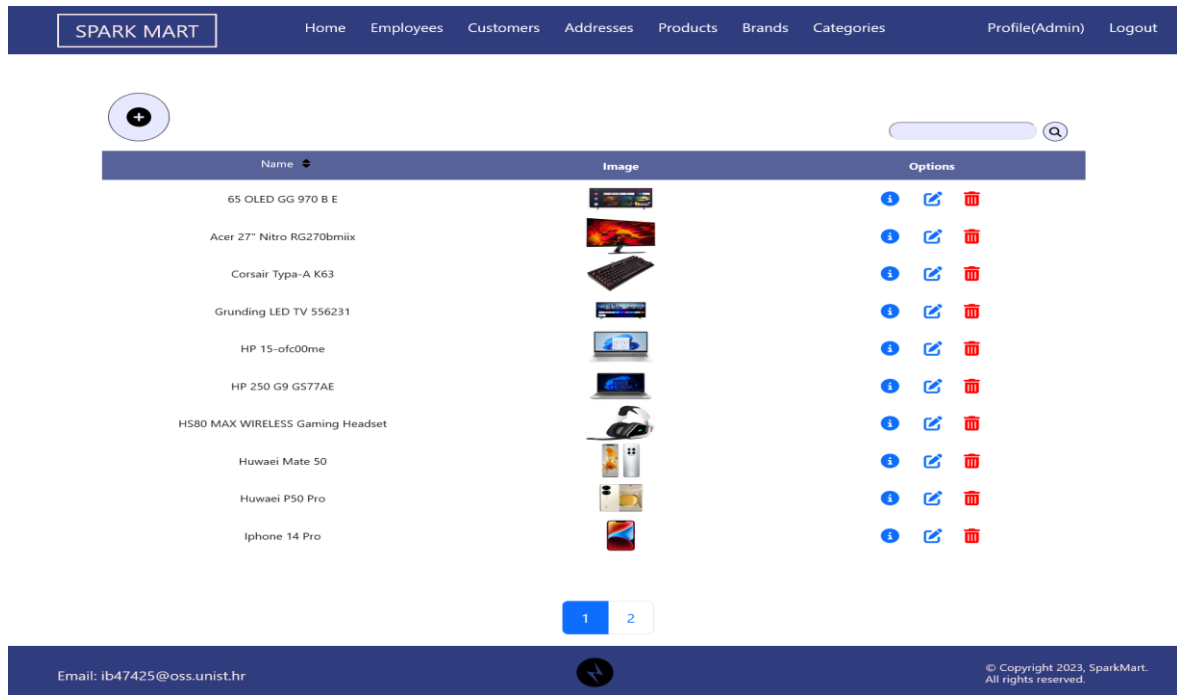 SPARK MART Home Employees Customers Addresses Products Brands Categories Profile(Admin) Logout
Name Image Options
65 OLED GG 970 B E
Acer 27" Nitro RG270bmiix
Corsair Typa-A K63
Grunding LED TV 556231
HP 15-ofc00me
HP 250 G9 GS77AE
HS80 MAX WIRELESS Gaming Headset
Huwaei Mate 50
Huwaei P50 Pro
Iphone 14 Pro
1 2
Email: ib47425@oss.unist.hr
© Copyright 2023, SparkMart.
All rights reserved.